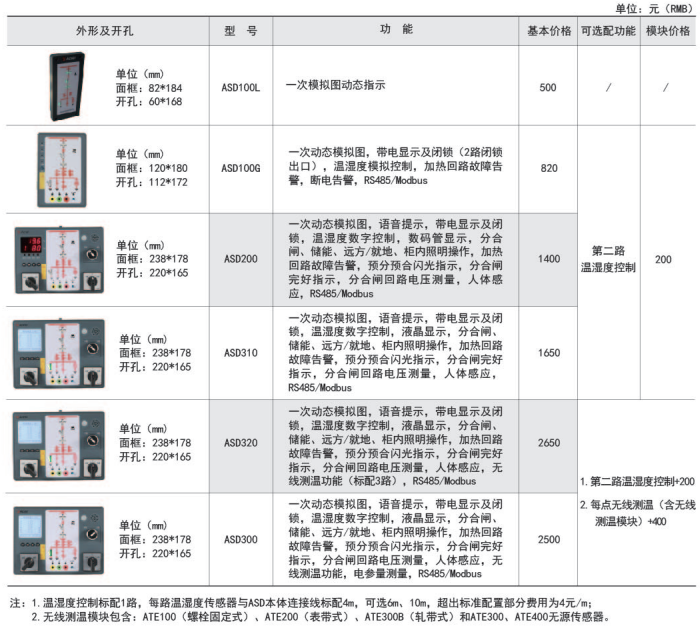 单位：元（RMB）
外形及开孔 型 号 功 能 基本价格 可选配功能 模块价格
单位（mm）
面框：82*184
开孔：60*168
ASD100L
一次模拟图动态指示
500
/
/
单位（mm）
面框：120*180
开孔：112*172
ASD100G
一次动态模拟图，带电显示及闭锁（2路闭锁
出口），温湿度模拟控制，加热回路故障告
警，断电告警，RS485/Modbus
820
单位（mm）
面框：238*178
开孔：220*165
ASD200
一次动态模拟图，语音提示，带电显示及闭
锁，温湿度数字控制，数码管显示，分合
闸、储能、远方/就地、柜内照明操作，加热
回路故障告警，预分预合闪光指示，分合闸
完好指示，分合闸回路电压测量，人体感
应，RS485/Modbus
1400
第二路
温湿度控制
200
单位（mm）
面框：238*178
开孔：220*165
ASD310
一次动态模拟图，语音提示，带电显示及闭
锁，温湿度数字控制，液晶显示，分合闸、
储能、远方/就地、柜内照明操作，加热回路
故障告警，预分预合闪光指示，分合闸完好
指示，分合闸回路电压测量，人体感应，
RS485/Modbus
1650
单位（mm）
面框：238*178
开孔：220*165
ASD320
一次动态模拟图，语音提示，带电显示及闭
锁，温湿度数字控制，液晶显示，分合闸、
储能、远方/就地、柜内照明操作，加热回路
故障告警，预分预合闪光指示，分合闸完好
指示，分合闸回路电压测量，人体感应，无
线测温功能（标配3路），RS485/Modbus
2650
1. 第二路温湿度控制+200
2. 每点无线测温（含无线
测温模块）+400
单位（mm）
面框：238*178
开孔：220*165
ASD300
一次动态模拟图，语音提示，带电显示及闭
锁，温湿度数字控制，液晶显示，分合闸、
储能、远方/就地、柜内照明操作，加热回路
故障告警，预分预合闪光指示，分合闸完好
指示，分合闸回路电压测量，人体感应，无
线测温功能，电参量测量，RS485/Modbus
2500
注：1. 温湿度控制标配1路，每路温湿度传感器与ASD本体连接线标配4m，可选6m、10m，超出标准配置部分费用为4元/m；
2. 无线测温模块包含：ATE100（螺栓固定式）、ATE200（表带式）、ATE300B（轧带式）和ATE300、ATE400无源传感器。